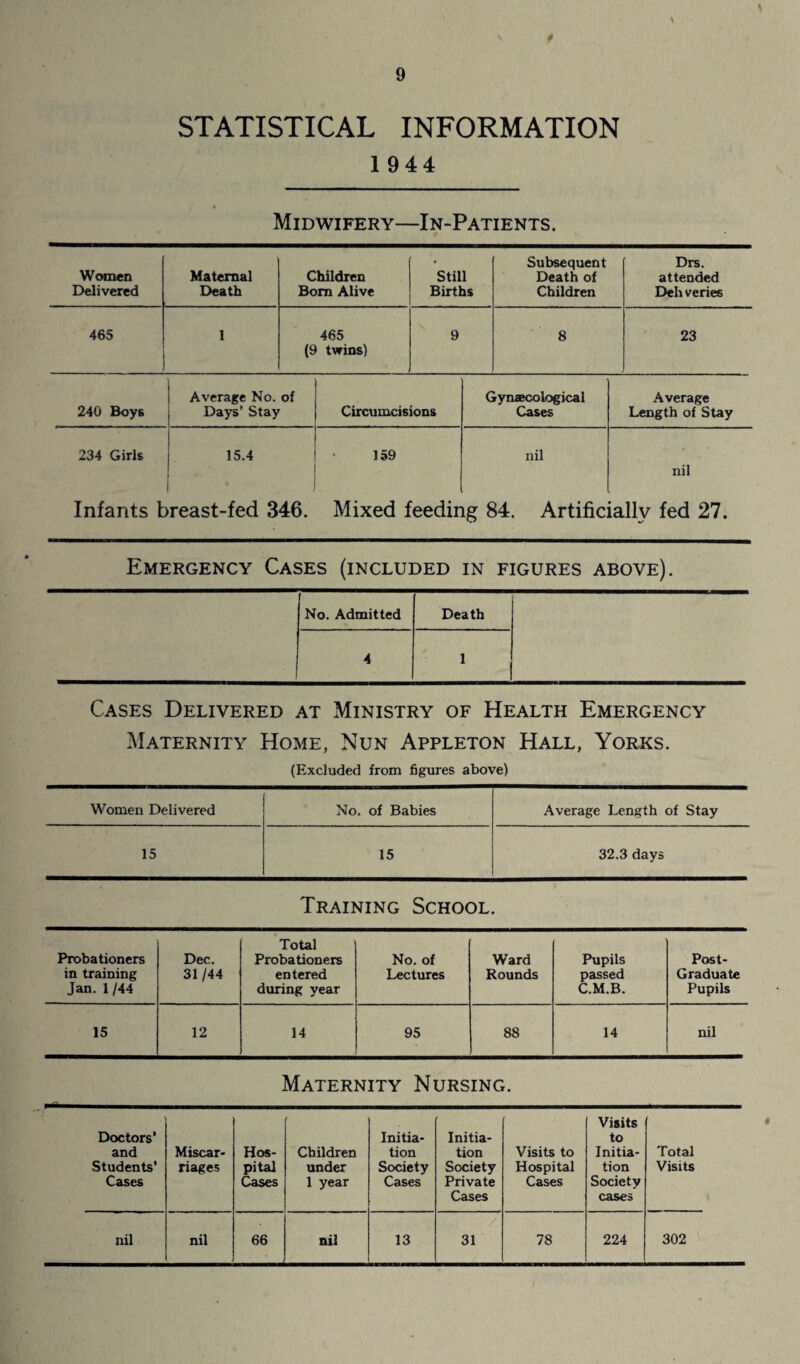 9
STATISTICAL INFORMATION
1944
Midwifery—In-Patients.
Women Delivered | Maternal Death | Children Born Alive | Still Births | Subsequent Death of Children | Drs. attended Deliveries
465 | 1 | 465 (9 twins) | 9 | 8 | 23
240 Boys | Average No. of Days' Stay | Circumcisions | Gynæcological Cases | Average Length of Stay
234 Girls | 15.4 | 159 | nil | nil
Infants breast-fed 346. Mixed feeding 84. Artificially fed 27.
Emergency Cases (included in figures above).
No. Admitted | Death
4 | 1
Cases Delivered at Ministry of Health Emergency
Maternity Home, Nun Appleton Hall, Yorks.
(Excluded from figures above)
Women Delivered | No. of Babies | Average Length of Stay
15 | 15 | 32.3 days
Training School.
Probationers in training Jan. 1/44 | Dec. 31/44 | Total Probationers entered during year | No. of Lectures | Ward Rounds | Pupils passed C.M.B. | Post-Graduate Pupils
15 | 12 | 14 | 95 | 88 | 14 | nil
Maternity Nursing.
Doctors' and Students' Cases | Miscarriages | Hospital Cases | Children under 1 year | Initiation Society Cases | Initiation Society Private Cases | Visits to Hospital Cases | Visits to Initiation Society cases | Total Visits
nil | nil | 66 | nil | 13 | 31 | 78 | 224 | 302